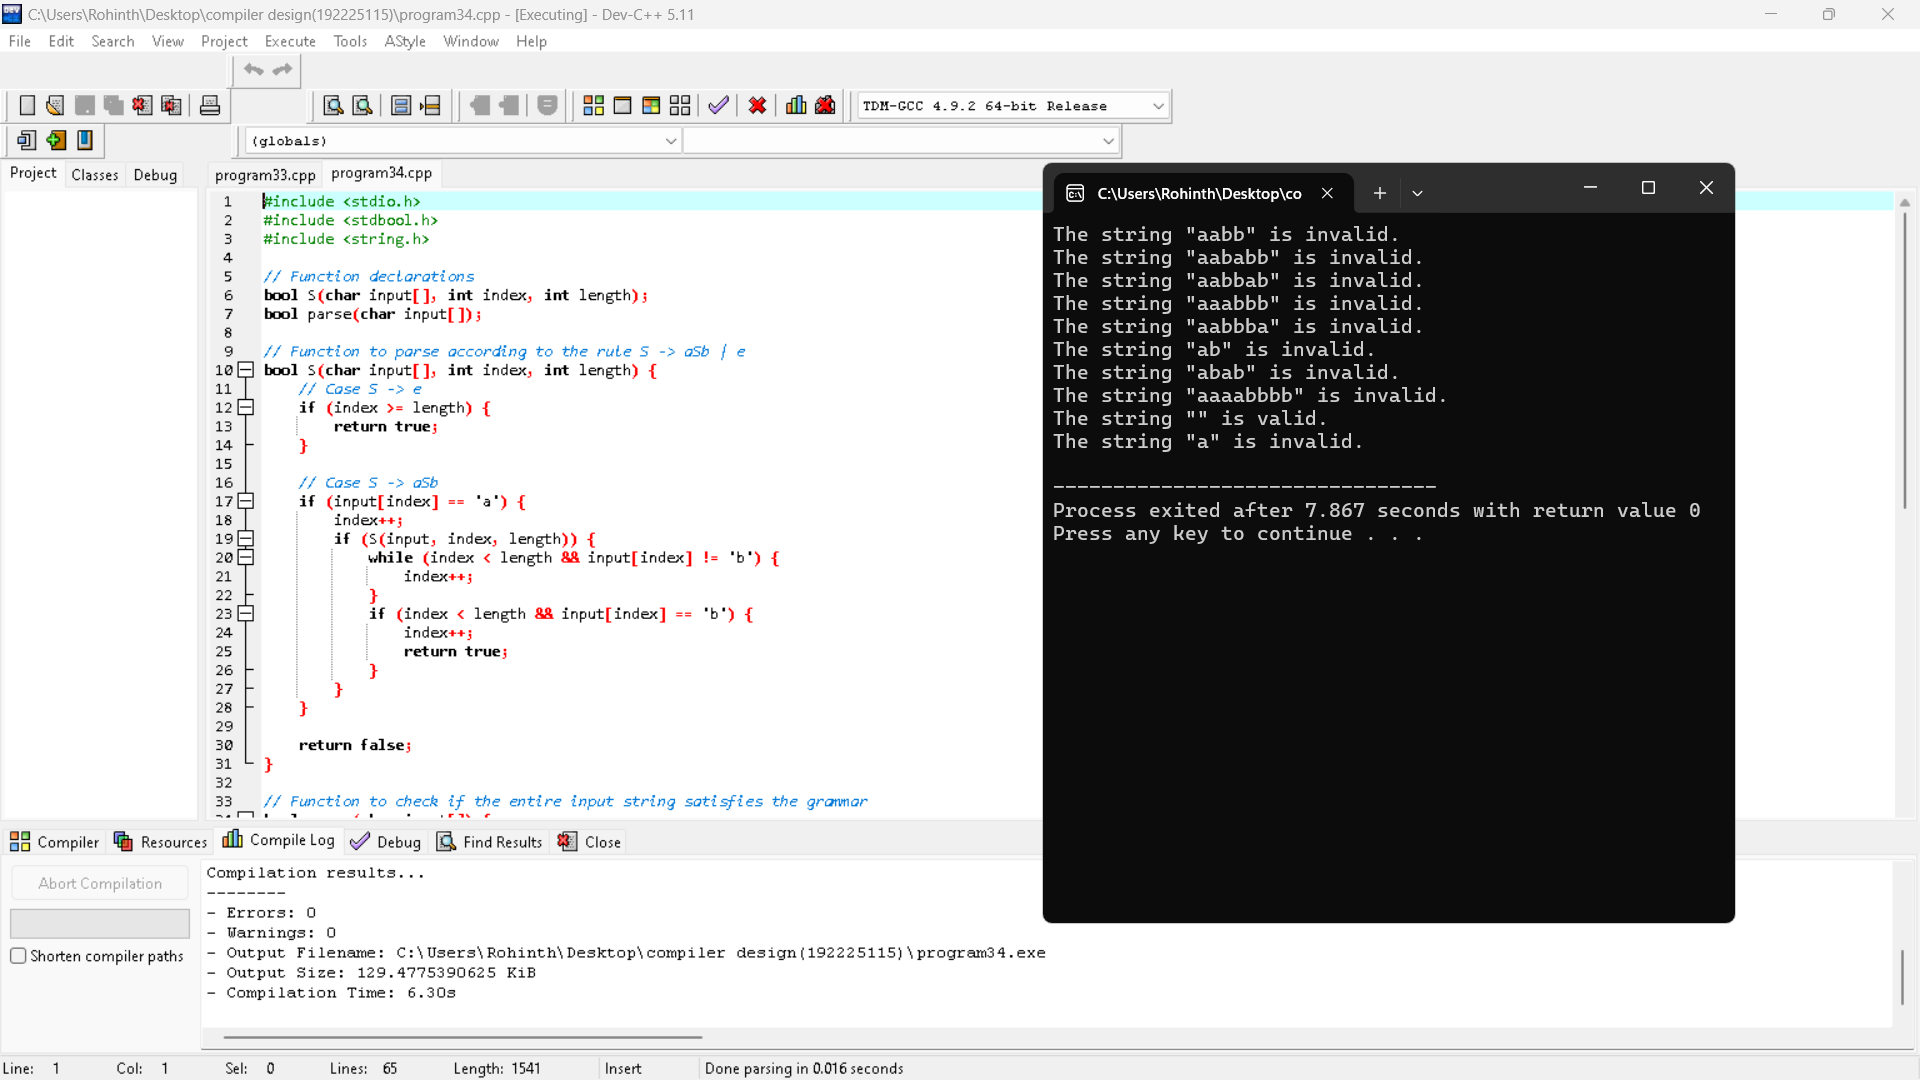 C:\Users\Rohinth\Desktop\compiler design(192225115)\program34.cpp - [Executing] - Dev-C++ 5.11
File Edit Search View Project Execute Tools AStyle Window Help
TDM-GCC 4.9.2 64-bit Release
(globals)
Project Classes Debug
program33.cpp program34.cpp
1 #include <stdio.h>
2 #include <stdbool.h>
3 #include <string.h>
4
5 // Function declarations
6 bool S(char input[], int index, int length);
7 bool parse(char input[]);
8
9 // Function to parse according to the rule S -> aSb | e
10 bool S(char input[], int index, int length) {
11 // Case S -> e
12 if (index >= length) {
13 return true;
14 }
15
16 // Case S -> aSb
17 if (input[index] == 'a') {
18 index++;
19 if (S(input, index, length)) {
20 while (index < length && input[index] != 'b') {
21 index++;
22 }
23 if (index < length && input[index] == 'b') {
24 index++;
25 return true;
26 }
27 }
28 }
29
30 return false;
31 }
32
33 // Function to check if the entire input string satisfies the grammar
C:\Users\Rohinth\Desktop\co
The string "aabb" is invalid.
The string "aababb" is invalid.
The string "aabbab" is invalid.
The string "aaabbb" is invalid.
The string "aabbba" is invalid.
The string "ab" is invalid.
The string "abab" is invalid.
The string "aaaabbbb" is invalid.
The string "" is valid.
The string "a" is invalid.
--------------------------------
Process exited after 7.867 seconds with return value 0
Press any key to continue . . .
Compiler Resources Compile Log Debug Find Results Close
Abort Compilation
Shorten compiler paths
Compilation results...
--------
- Errors: 0
- Warnings: 0
- Output Filename: C:\Users\Rohinth\Desktop\compiler design(192225115)\program34.exe
- Output Size: 129.4775390625 KiB
- Compilation Time: 6.30s
Line: 1 Col: 1 Sel: 0 Lines: 65 Length: 1541 Insert Done parsing in 0.016 seconds